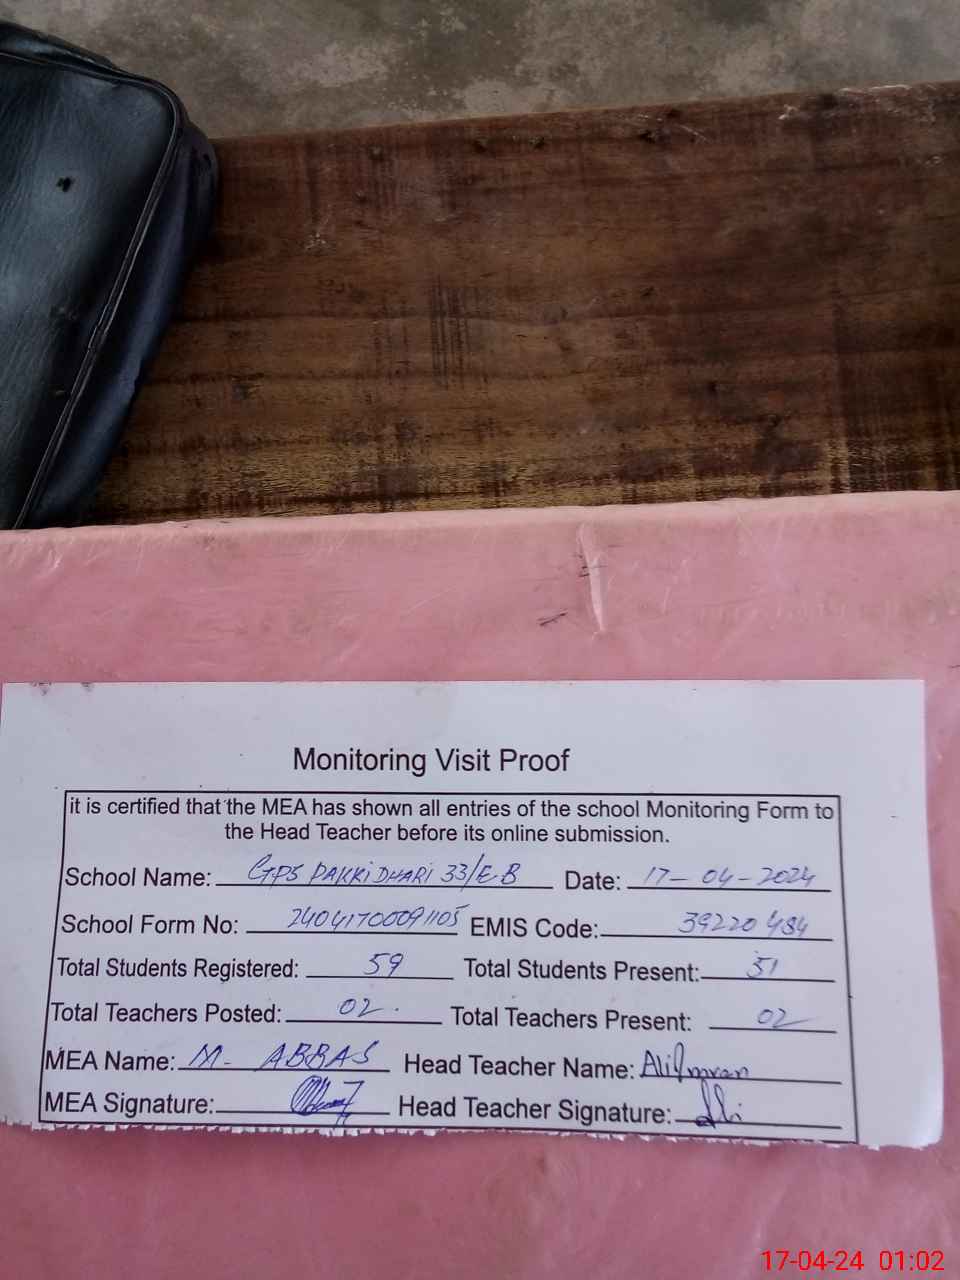 Monitoring Visit Proof
it is certified that the MEA has shown all entries of the school Monitoring Form to
the Head Teacher before its online submission.
School Name: GPS PAKKI DHARI 33/EB Date: 17-04-2024
School Form No: 24041700091105 EMIS Code: 39220484
Total Students Registered: 59 Total Students Present: 51
Total Teachers Posted: 02 Total Teachers Present: 02
MEA Name: M- ABBAS Head Teacher Name: Ali Imran
MEA Signature: Head Teacher Signature:
17-04-24 01:02